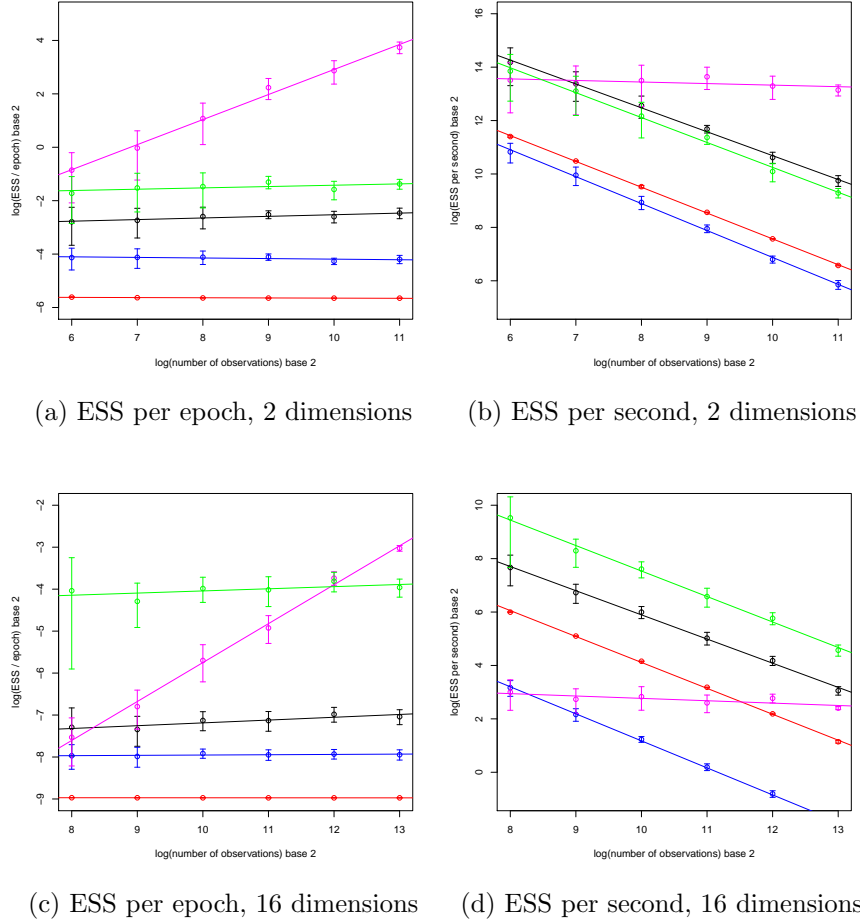 4
2
0
-2
-4
-6
log(ESS / epoch) base 2
6 7 8 9 10 11
log(number of observations) base 2
(a) ESS per epoch, 2 dimensions
16
14
12
10
8
6
log(ESS per second) base 2
6 7 8 9 10 11
log(number of observations) base 2
(b) ESS per second, 2 dimensions
-2
-3
-4
-5
-6
-7
-8
-9
log(ESS / epoch) base 2
8 9 10 11 12 13
log(number of observations) base 2
(c) ESS per epoch, 16 dimensions
10
8
6
4
2
0
log(ESS per second) base 2
8 9 10 11 12 13
log(number of observations) base 2
(d) ESS per second, 16 dimensions